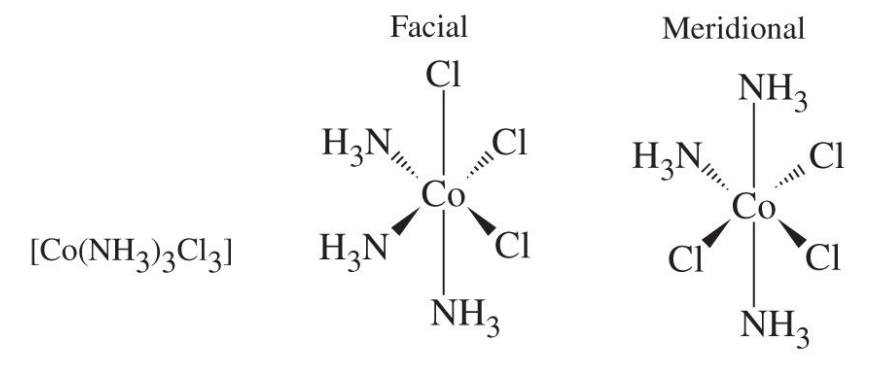 Facial
Meridional
[Co(NH₃)₃Cl₃]
Cl
H₃N
Cl
Co
H₃N
Cl
NH₃
NH₃
H₃N
Cl
Co
Cl
Cl
NH₃